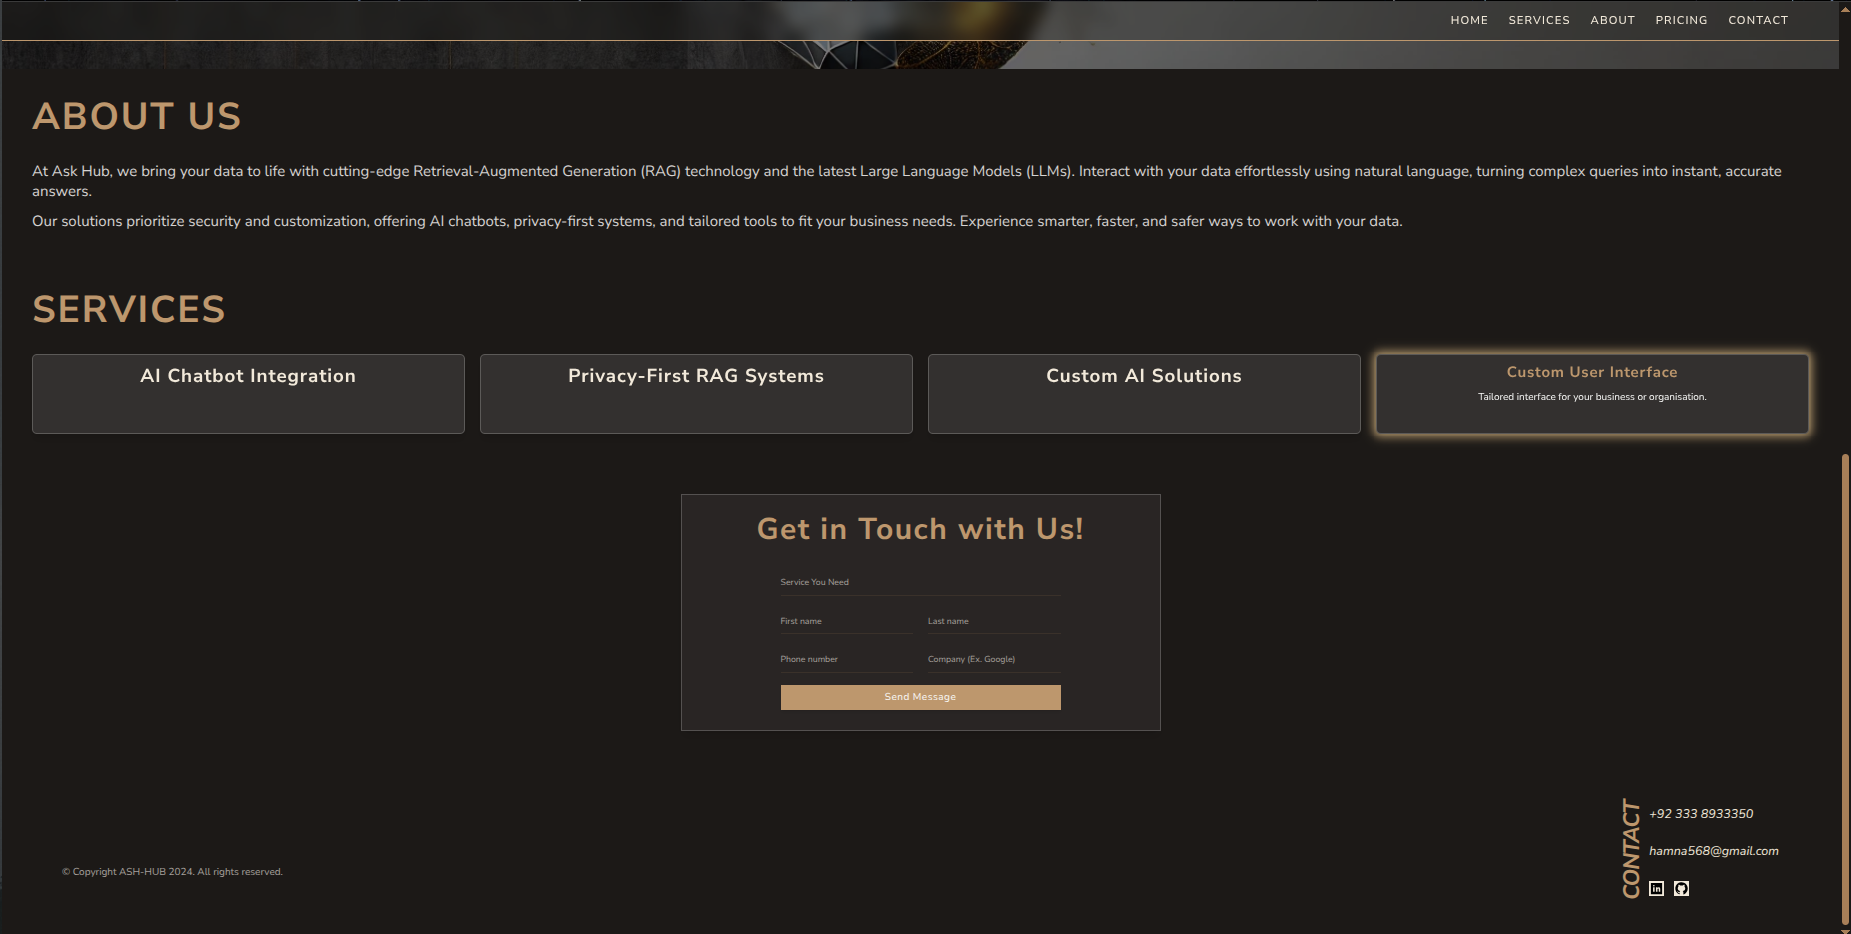 HOME SERVICES ABOUT PRICING CONTACT
ABOUT US
At Ask Hub, we bring your data to life with cutting-edge Retrieval-Augmented Generation (RAG) technology and the latest Large Language Models (LLMs). Interact with your data effortlessly using natural language, turning complex queries into instant, accurate
answers.
Our solutions prioritize security and customization, offering AI chatbots, privacy-first systems, and tailored tools to fit your business needs. Experience smarter, faster, and safer ways to work with your data.
SERVICES
AI Chatbot Integration
Privacy-First RAG Systems
Custom AI Solutions
Custom User Interface
Tailored interface for your business or organisation.
Get in Touch with Us!
Service You Need
First name Last name
Phone number Company (Ex. Google)
Send Message
CONTACT
+92 333 8933350
hamna568@gmail.com
in
© Copyright ASH-HUB 2024. All rights reserved.